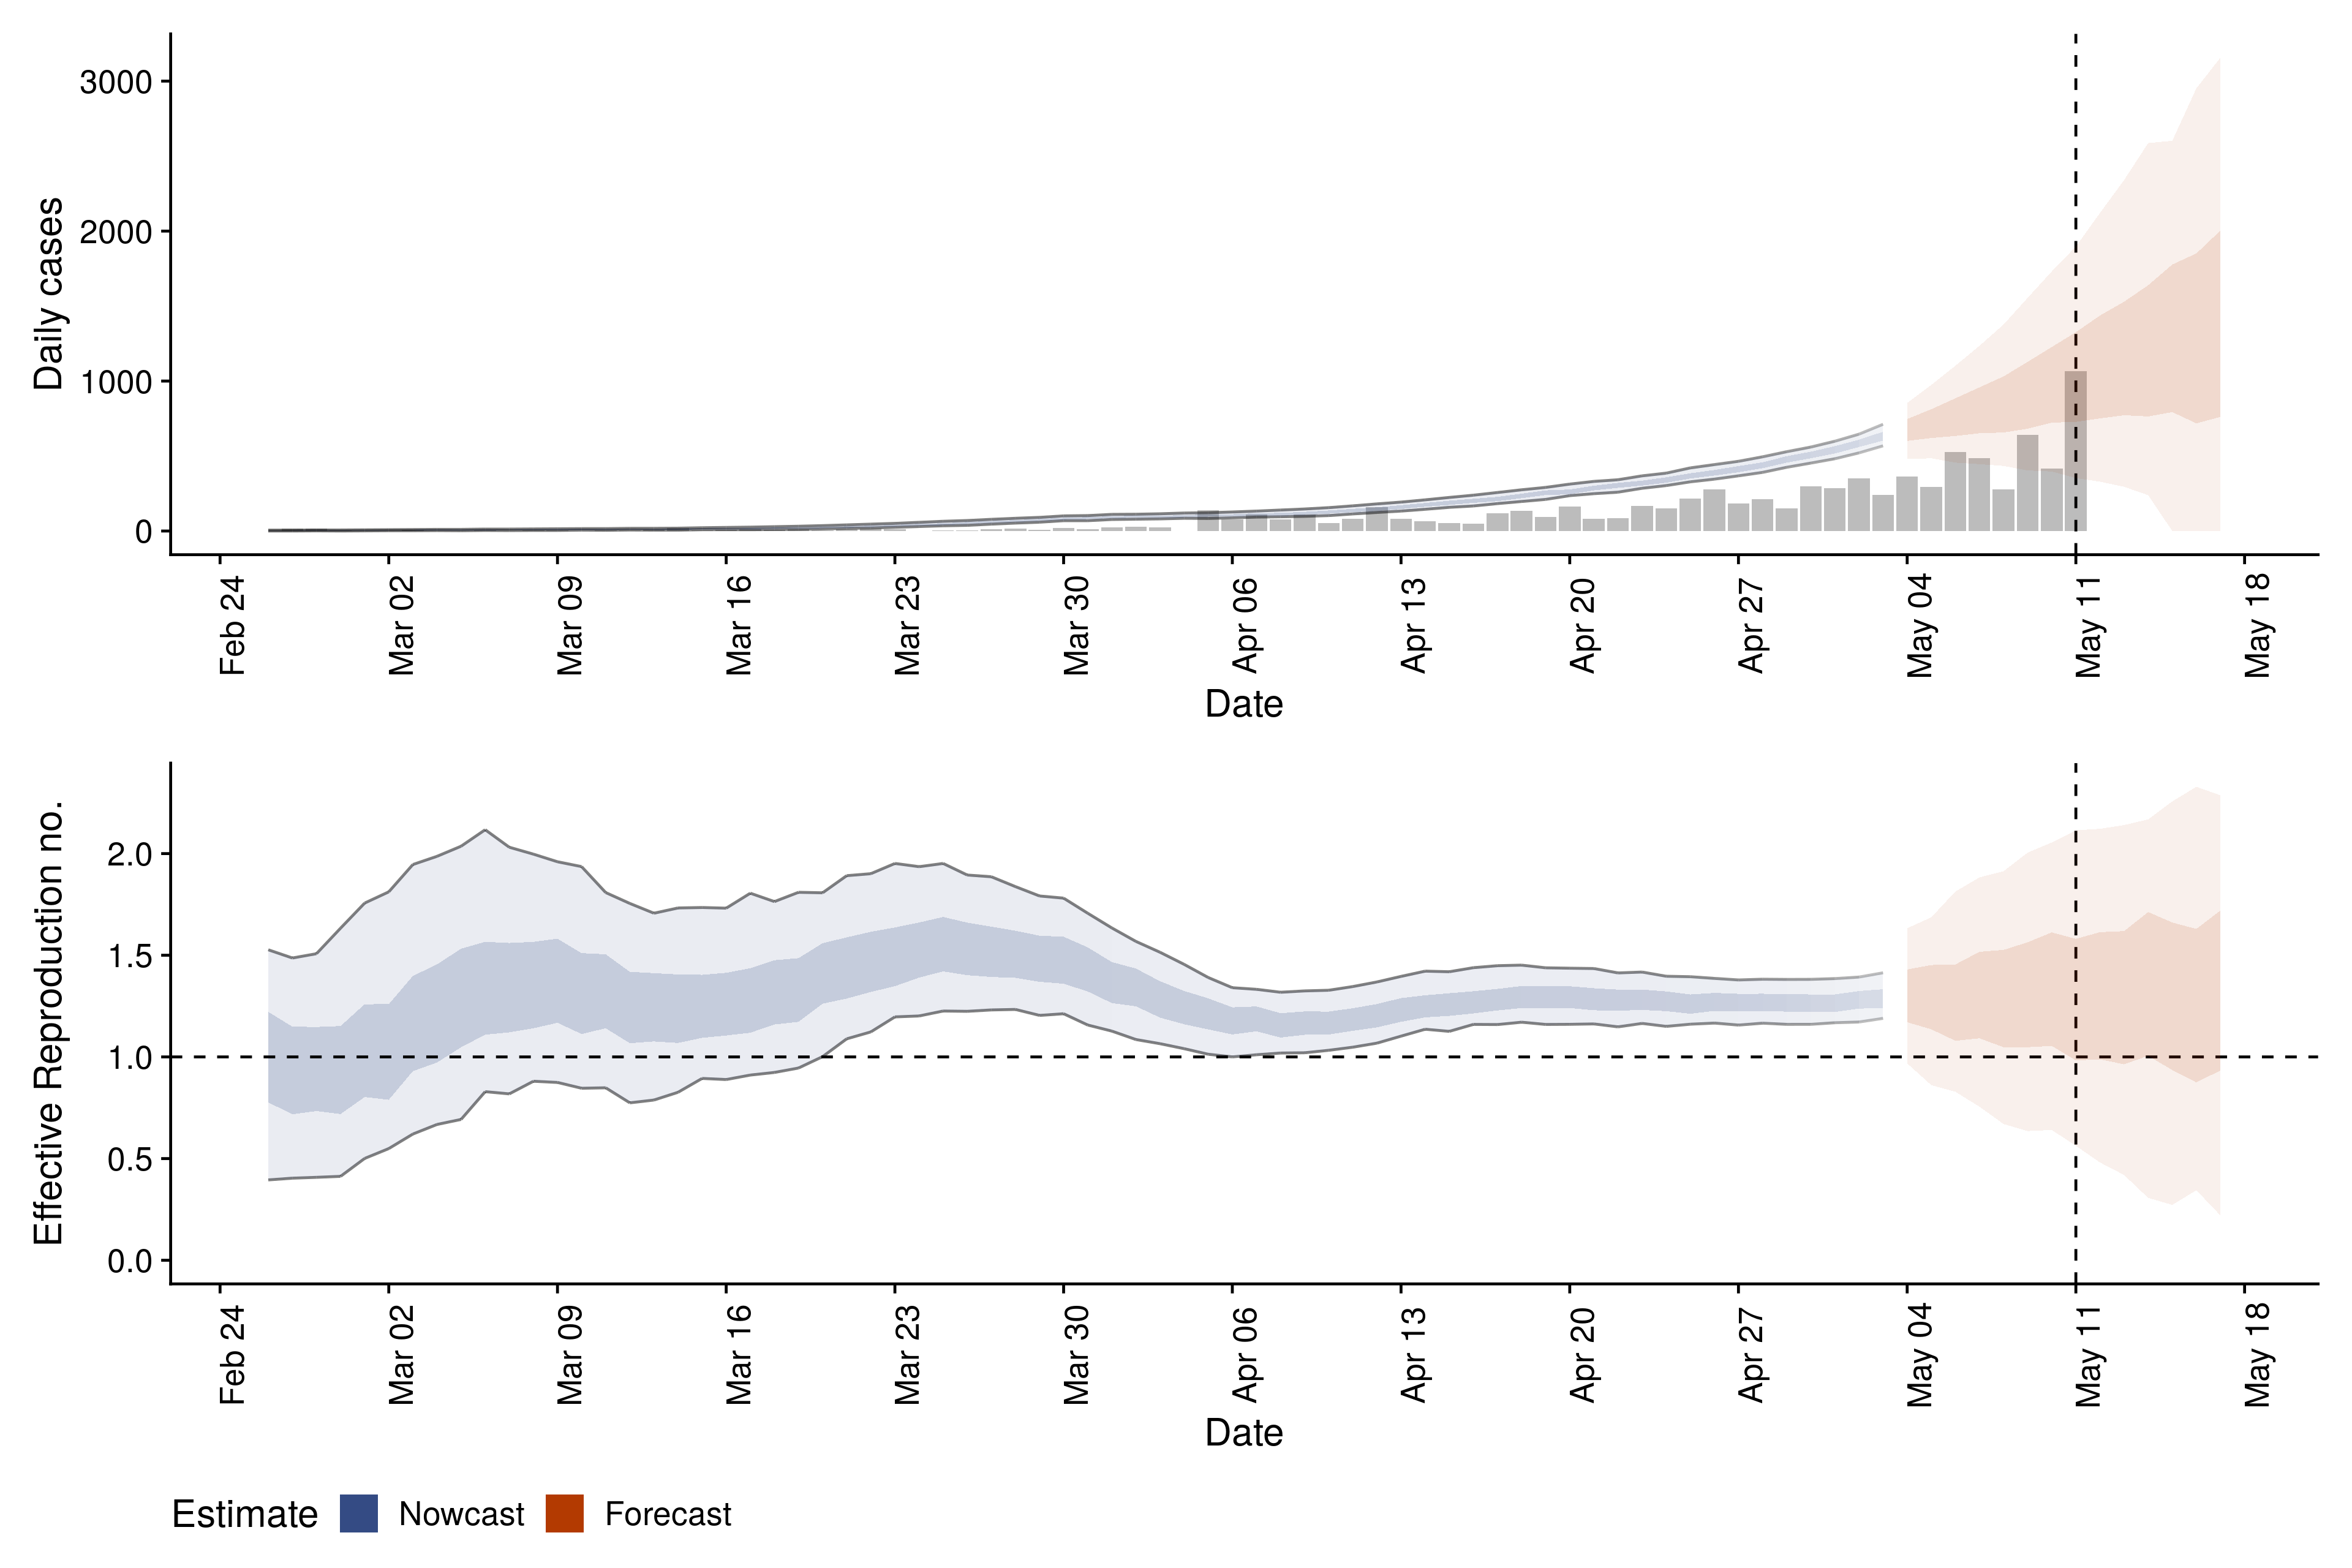 Daily cases
3000
2000
1000
0
Feb 24
Mar 02
Mar 09
Mar 16
Mar 23
Mar 30
Apr 06
Apr 13
Apr 20
Apr 27
May 04
May 11
May 18
Date
Effective Reproduction no.
2.0
1.5
1.0
0.5
0.0
Feb 24
Mar 02
Mar 09
Mar 16
Mar 23
Mar 30
Apr 06
Apr 13
Apr 20
Apr 27
May 04
May 11
May 18
Date
Estimate Nowcast Forecast